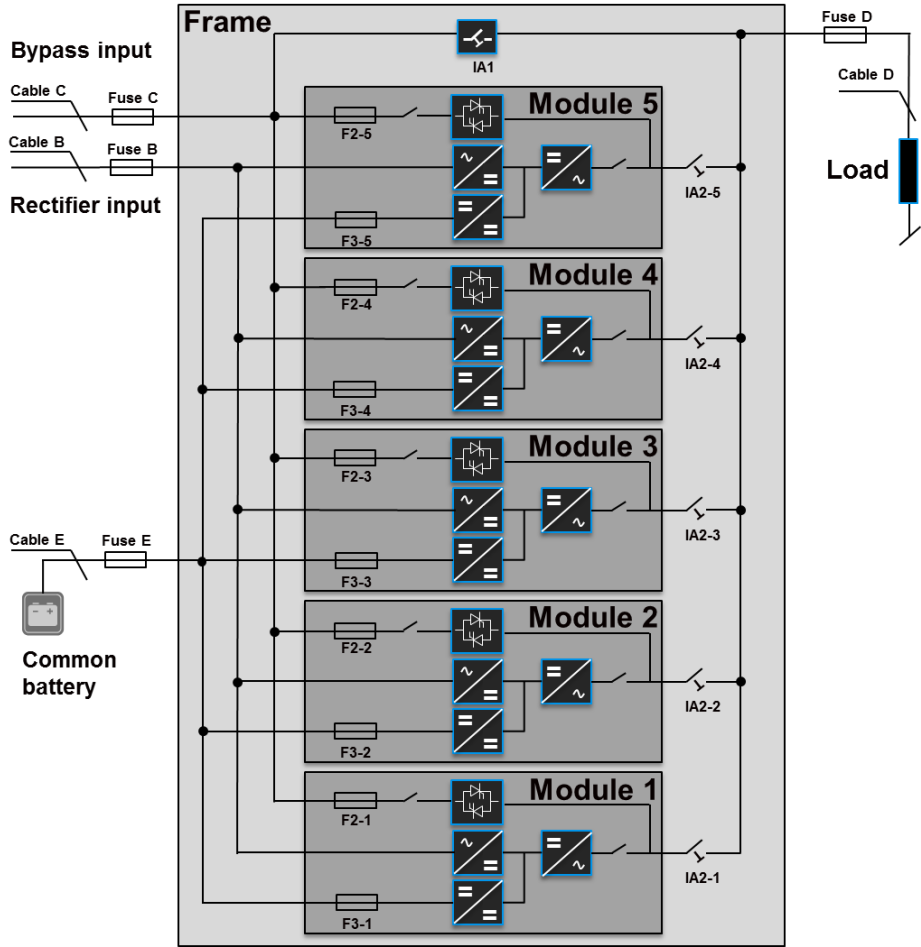 Frame
Fuse D
Bypass input
IA1
Cable C
Fuse C
Cable D
Module 5
F2-5
Cable B
Fuse B
Load
Rectifier input
IA2-5
F3-5
Module 4
F2-4
IA2-4
F3-4
Module 3
F2-3
IA2-3
Cable E
Fuse E
F3-3
Module 2
F2-2
Common
battery
IA2-2
F3-2
Module 1
F2-1
IA2-1
F3-1